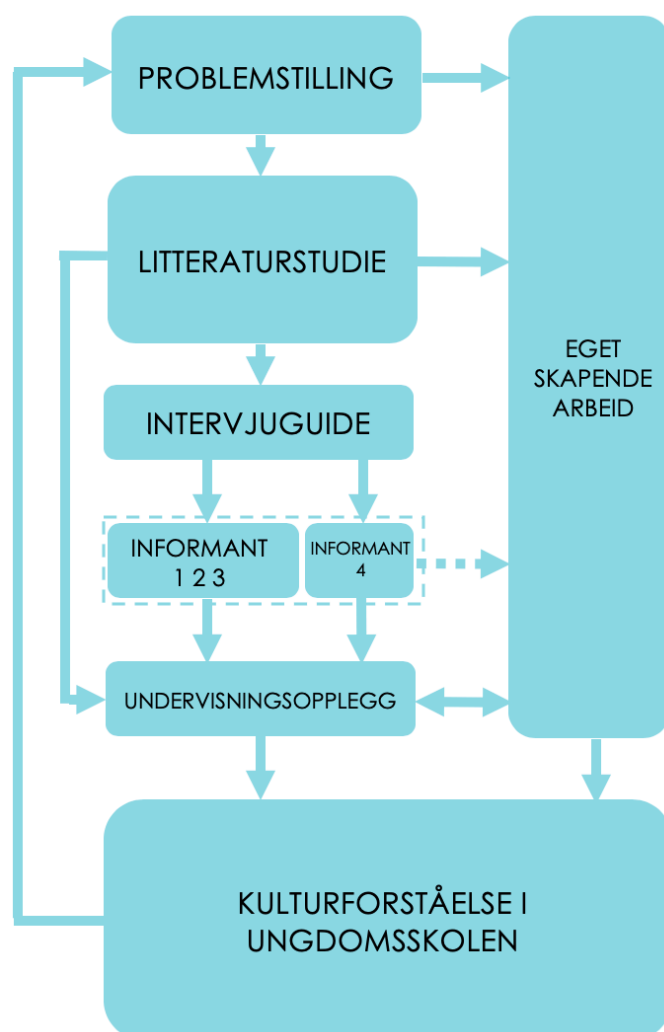 PROBLEMSTILLING
LITTERATURSTUDIE
EGET
SKAPENDE
ARBEID
INTERVJUGUIDE
INFORMANT
1 2 3
INFORMANT
4
UNDERVISNINGSOPPLEGG
KULTURFORSTÅELSE I
UNGDOMSSKOLEN